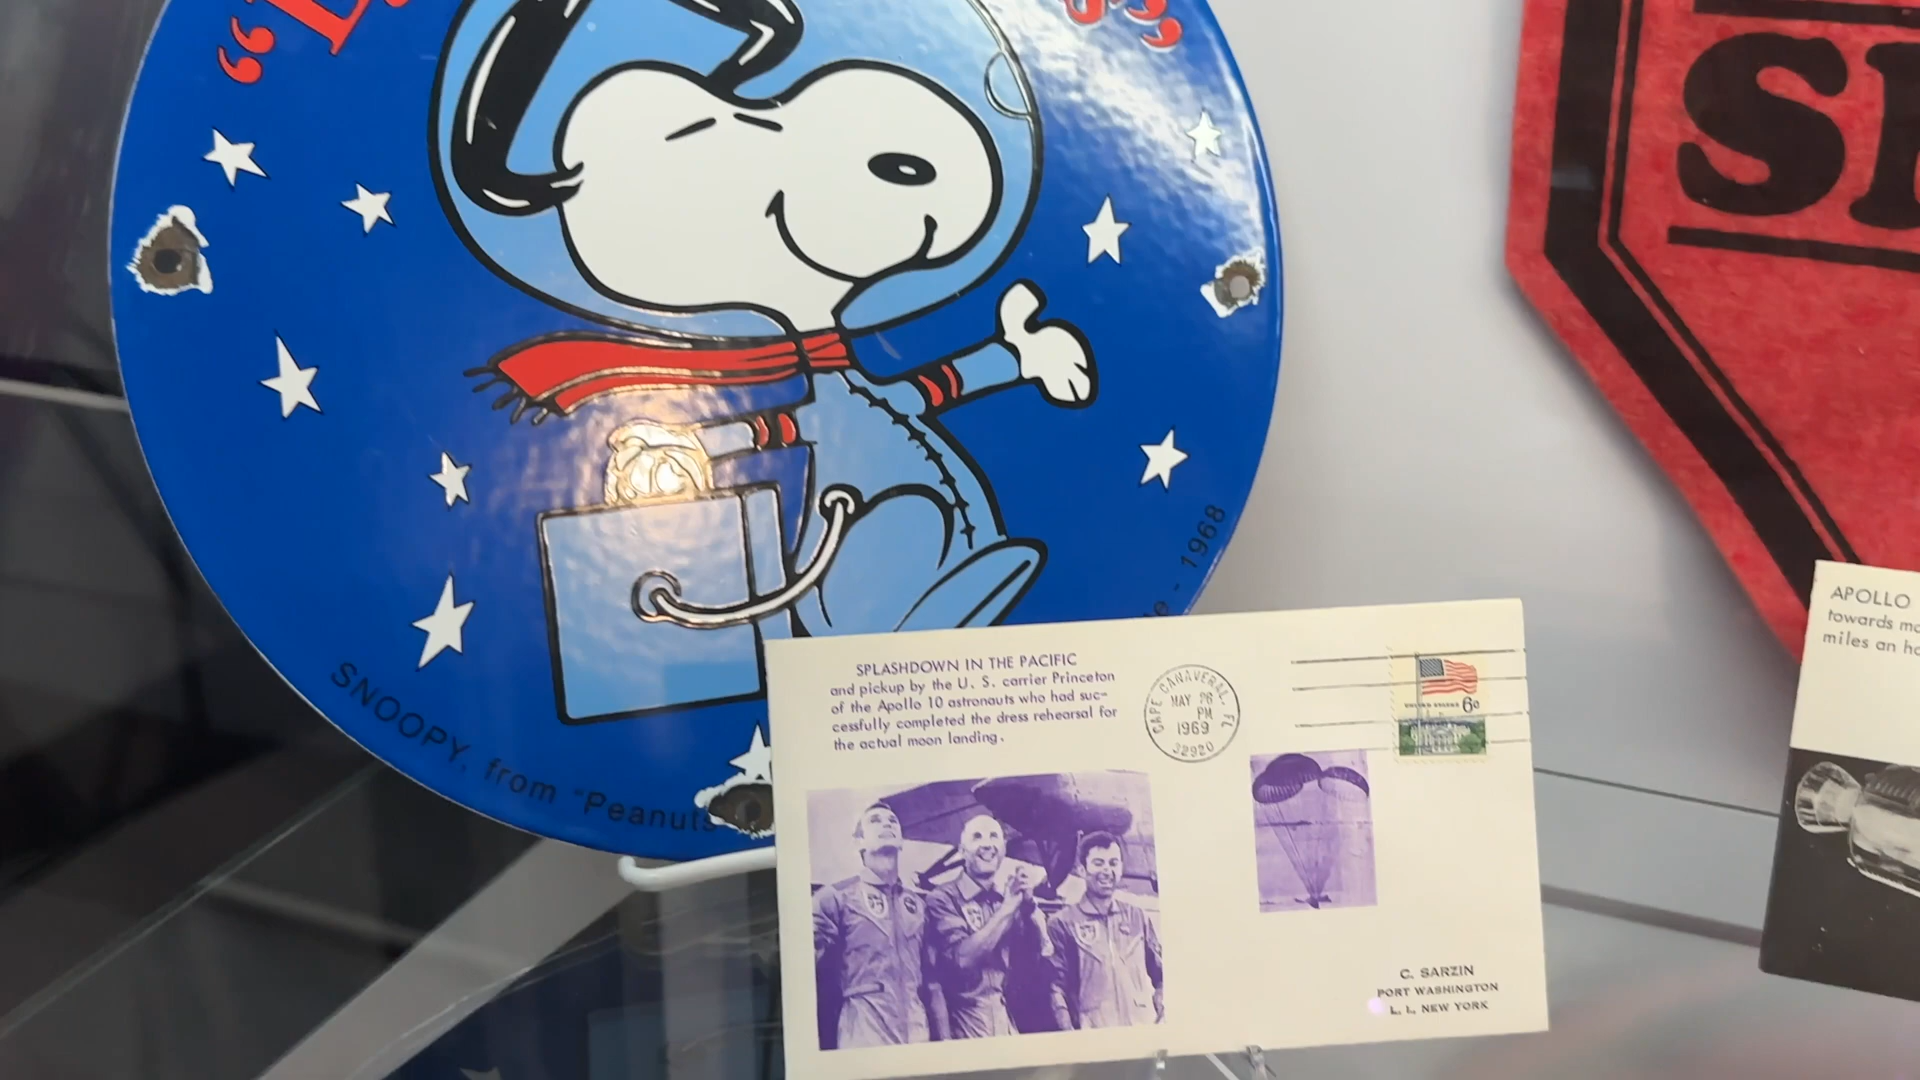 SNOOPY, from "Peanuts
1968
SPLASHDOWN IN THE PACIFIC
and pickup by the U. S. carrier Princeton
of the Apollo 10 astronauts who had suc-
cessfully completed the dress rehearsal for
the actual moon landing.
CAPE CANAVERAL, FL
MAY 26
PM
1969
32920
UNITED STATES 6c
C. SARZIN
PORT WASHINGTON
L. I. NEW YORK
APOLLO
towards
miles an